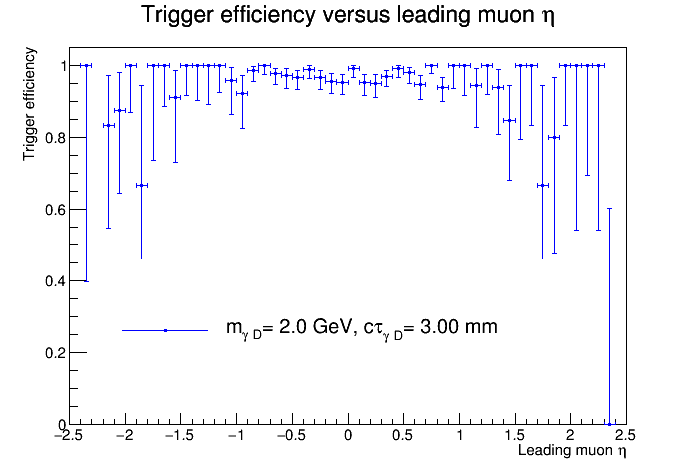 Trigger efficiency versus leading muon η
Trigger efficiency
1
0.8
0.6
0.4
0.2
0
mγ D= 2.0 GeV, cτγ D= 3.00 mm
−2.5 −2 −1.5 −1 −0.5 0 0.5 1 1.5 2 2.5
Leading muon η